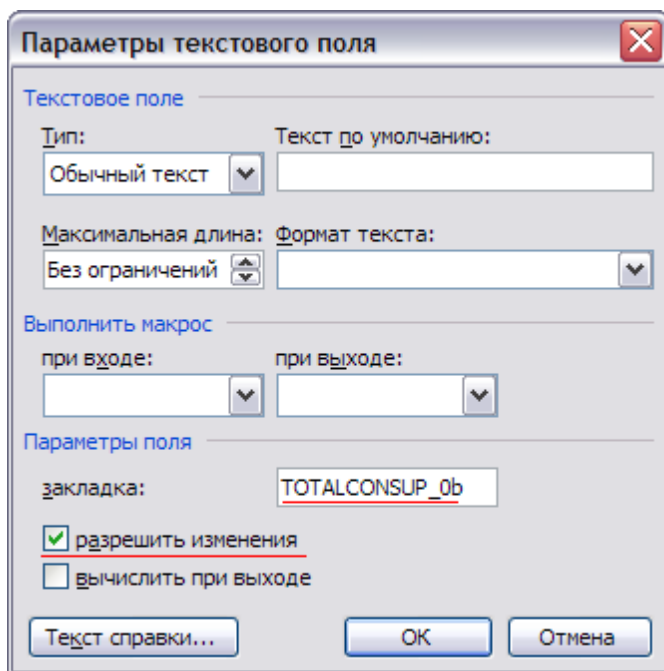 Параметры текстового поля
Текстовое поле
Тип: Текст по умолчанию:
Обычный текст
Максимальная длина: Формат текста:
Без ограничений
Выполнить макрос
при входе: при выходе:
Параметры поля
закладка: TOTALCONSUP_0b
разрешить изменения
вычислить при выходе
Текст справки... ОК Отмена